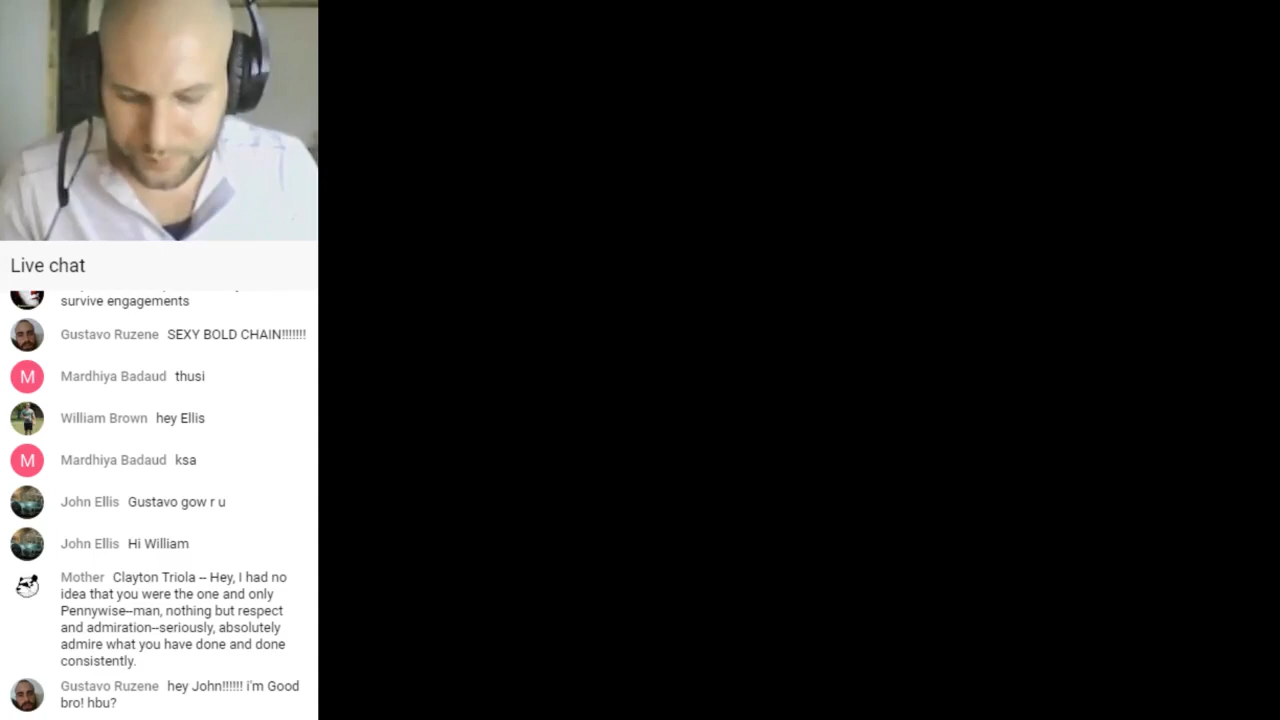 Live chat
survive engagements
Gustavo Ruzene SEXY BOLD CHAIN!!!!!!!
Mardhiya Badaud thusi
William Brown hey Ellis
Mardhiya Badaud ksa
John Ellis Gustavo gow r u
John Ellis Hi William
Mother Clayton Triola -- Hey, I had no
idea that you were the one and only
Pennywise--man, nothing but respect
and admiration--seriously, absolutely
admire what you have done and done
consistently.
Gustavo Ruzene hey John!!!!!! i'm Good
bro! hbu?